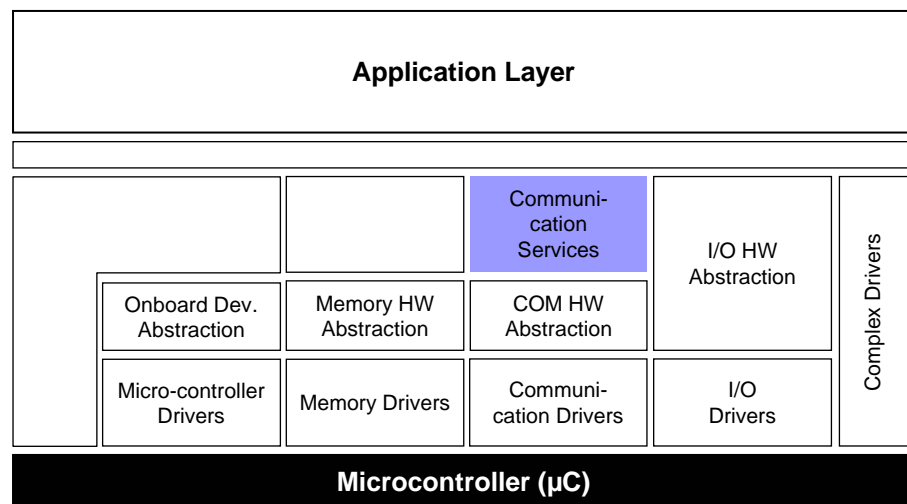 Application Layer
Communi-
cation
Services
I/O HW
Abstraction
Complex Drivers
Onboard Dev.
Abstraction
Memory HW
Abstraction
COM HW
Abstraction
Micro-controller
Drivers
Memory Drivers
Communi-
cation Drivers
I/O
Drivers
Microcontroller (µC)